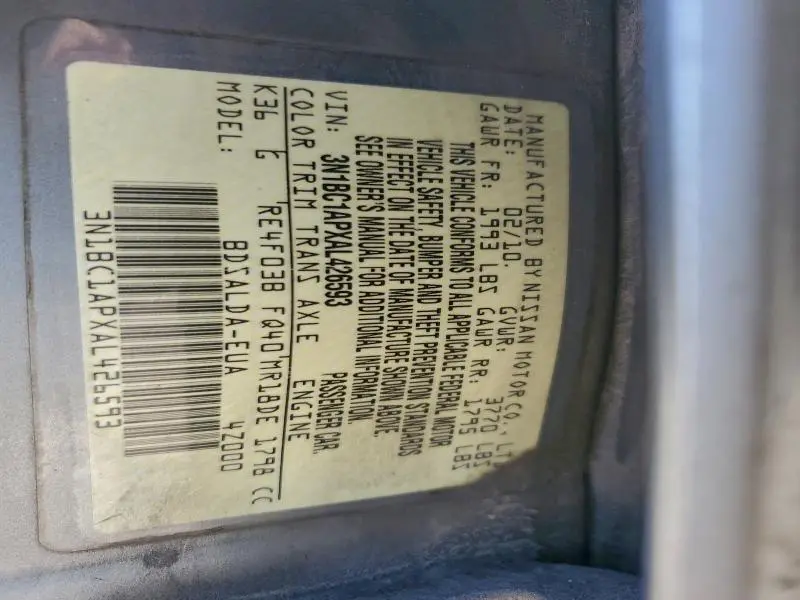 MANUFACTURED BY NISSAN MOTOR CO., LTD
DATE: 02/10. GVWR: 3770 LBS
GAWR FR: 1993 LBS GAWR RR: 1795 LBS
THIS VEHICLE CONFORMS TO ALL APPLICABLE FEDERAL MOTOR
VEHICLE SAFETY, BUMPER AND THEFT PREVENTION STANDARDS
IN EFFECT ON THE DATE OF MANUFACTURE SHOWN ABOVE.
SEE OWNER'S MANUAL FOR ADDITIONAL INFORMATION.
VIN: 3N1BC1APXAL426593 PASSENGER CAR.
COLOR TRIM TRANS AXLE ENGINE
K36 G RE4F03B FQ40 MR18DE 1798 CC
MODEL: BDSALDA-EUA 4Z000
3N1BC1APXAL426593